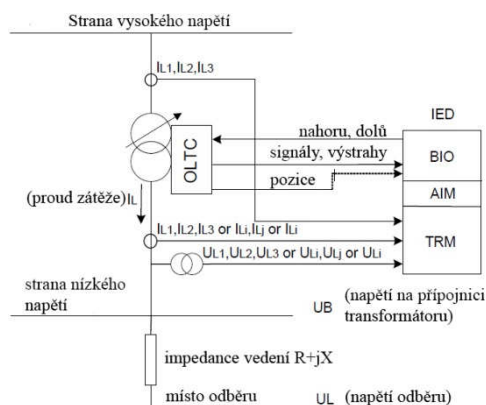 Strana vysokého napětí
IL1,IL2,IL3
IED
nahoru, dolů
signály, výstrahy
pozice
OLTC
BIO
AIM
TRM
(proud zátěže)IL
IL1,IL2,IL3 or ILi,ILj or ILi
UL1,UL2,UL3 or ULi,ULj or ULi
strana nízkého
napětí
UB (napětí na přípojnici
transformátoru)
impedance vedení R+jX
místo odběru
UL (napětí odběru)